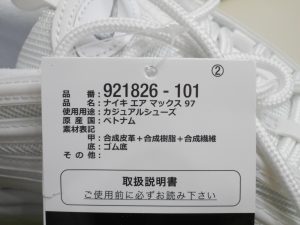 ②
品番：921826-101
品名：ナイキ エア マックス 97
使用用途：カジュアルシューズ
原産国：ベトナム
素材表記
甲：合成皮革＋合成樹脂＋合成繊維
底：ゴム底
その他：
取扱説明書
ご使用前に必ずお読み下さい